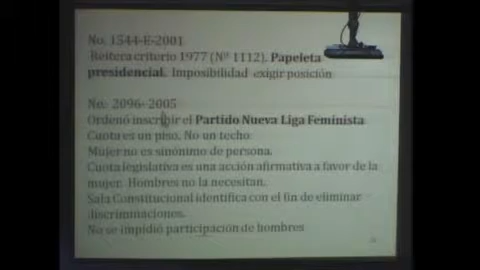 No. 1544-E-2001
Reitera criterio 1977 (Nº 1112). Papeleta
presidencial. Imposibilidad exigir posición
No. 2096-2005
Ordenó inscribir el Partido Nueva Liga Feminista
Cuota es un piso. No un techo.
Mujer no es sinónimo de persona.
Cuota legislativa es una acción afirmativa a favor de la
mujer. Hombres no la necesitan.
Sala Constitucional identifica con el fin de eliminar
discriminaciones.
No se impidió participación de hombres